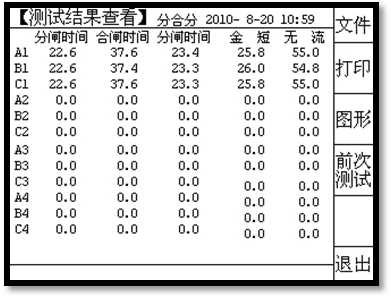 【测试结果查看】 分合分 2010- 8-20 10:59
分闸时间 合闸时间 分闸时间 金 短 无 流
A1 22.6 37.6 23.4 25.8 55.0
B1 22.6 37.4 23.3 26.0 54.8
C1 22.6 37.6 23.3 25.8 55.0
A2 0.0 0.0 0.0 0.0 0.0
B2 0.0 0.0 0.0 0.0 0.0
C2 0.0 0.0 0.0 0.0 0.0
A3 0.0 0.0 0.0 0.0 0.0
B3 0.0 0.0 0.0 0.0 0.0
C3 0.0 0.0 0.0 0.0 0.0
A4 0.0 0.0 0.0 0.0 0.0
B4 0.0 0.0 0.0 0.0 0.0
C4 0.0 0.0 0.0 0.0 0.0
文件
打印
图形
前次
测试
退出